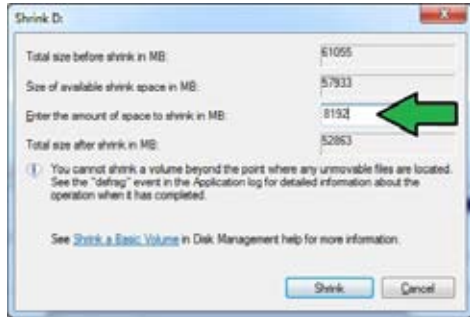 Shrink D:
Total size before shrink in MB: 61055
Size of available shrink space in MB: 57933
Enter the amount of space to shrink in MB: 8192
Total size after shrink in MB: 52863
You cannot shrink a volume beyond the point where any unmovable files are located.
See the "defrag" event in the Application log for detailed information about the
operation when it has completed.
See Shrink a Basic Volume in Disk Management help for more information.
Shrink Cancel